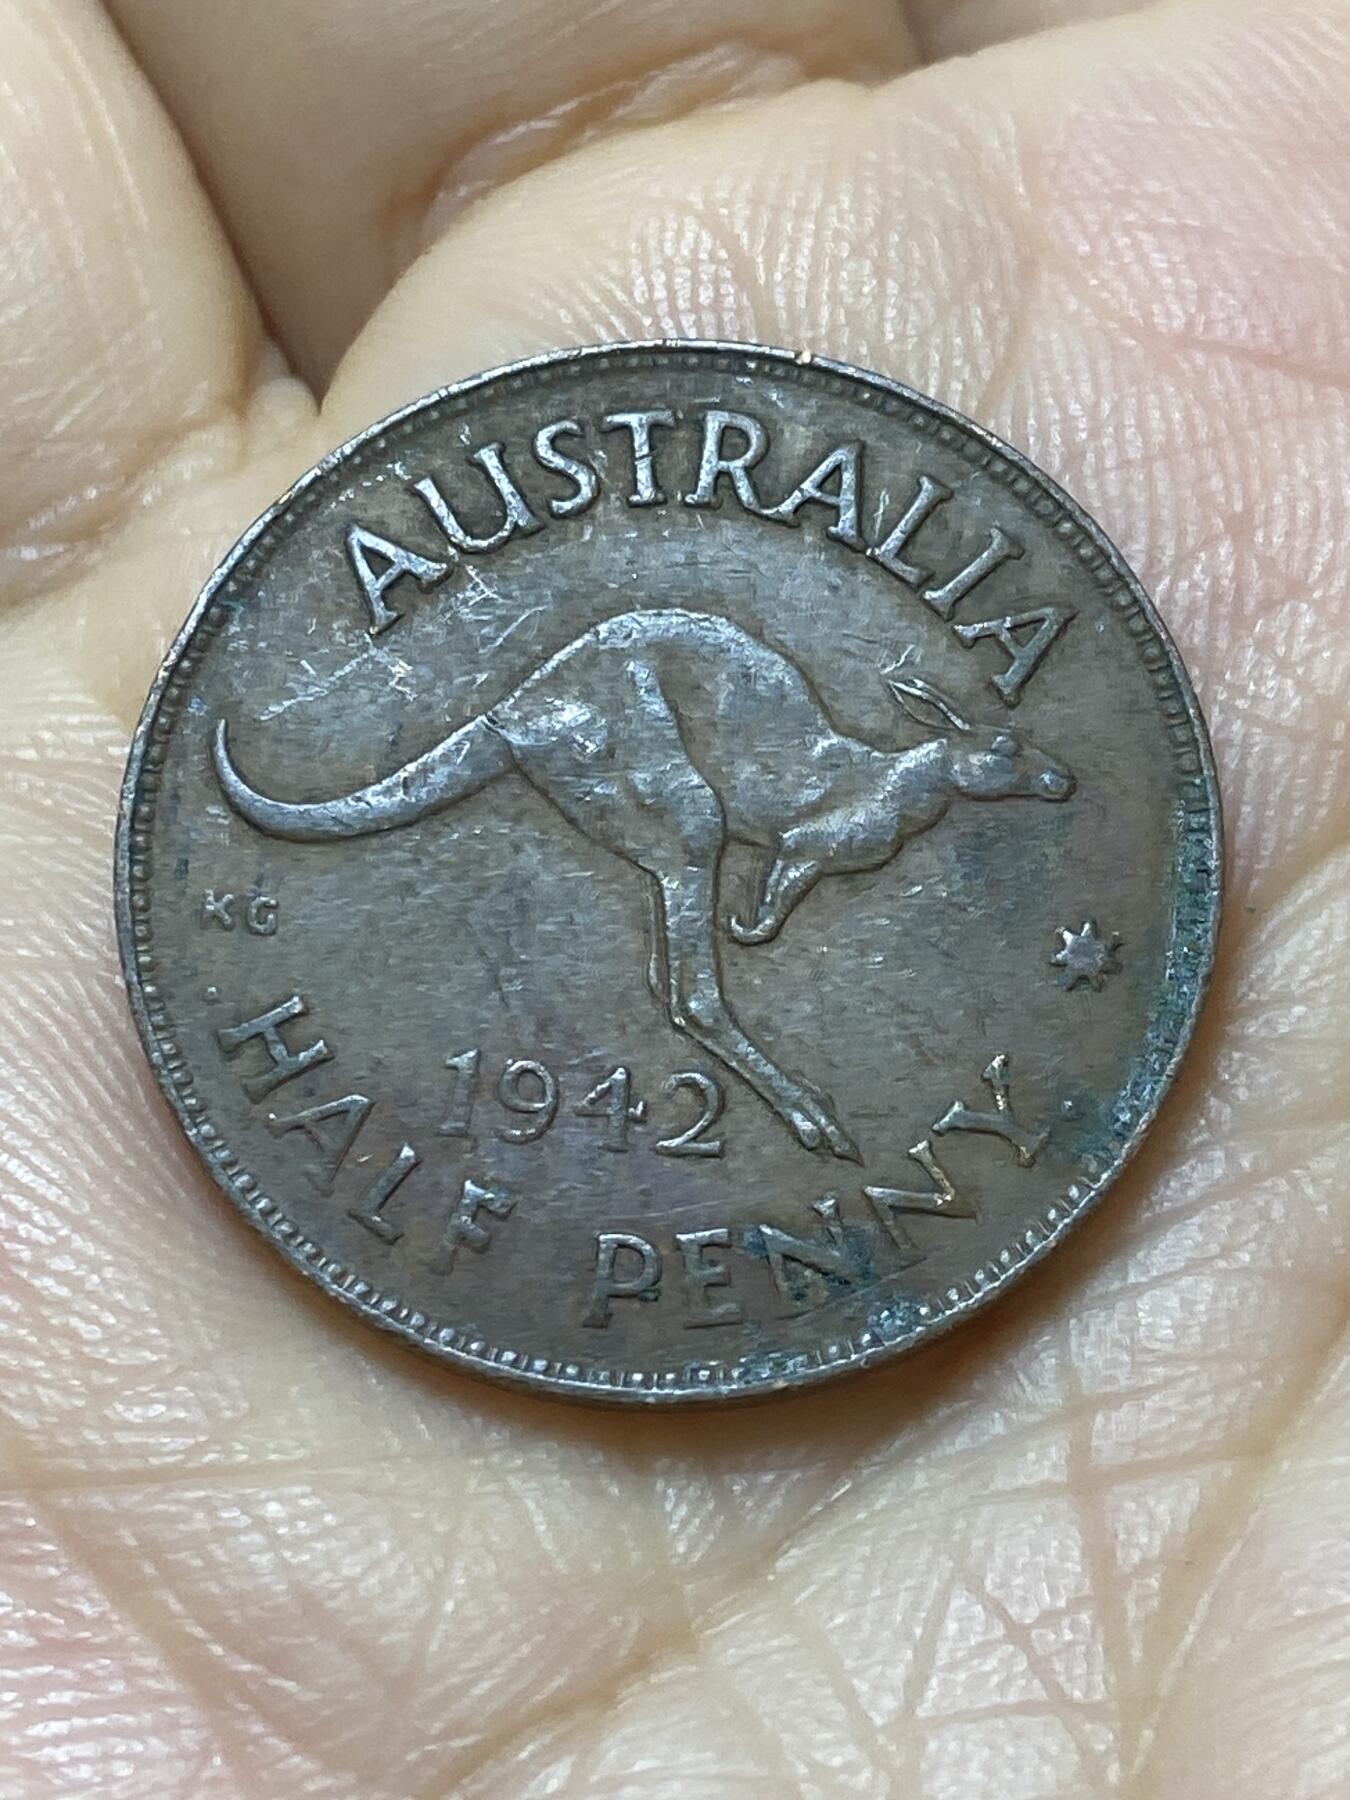 AUSTRALIA
KG
1942
HALF PENNY.